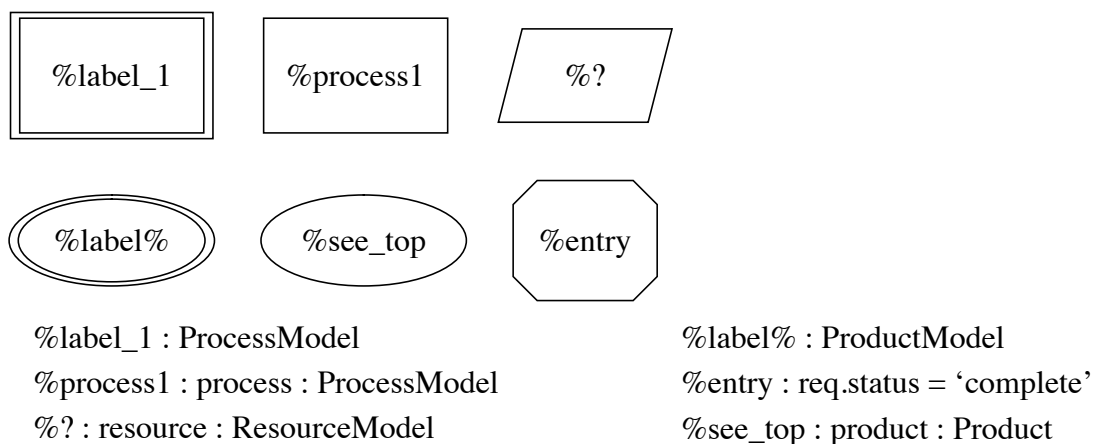 %label_1
%process1
%?
%label%
%see_top
%entry
%label_1 : ProcessModel
%process1 : process : ProcessModel
%? : resource : ResourceModel
%label% : ProductModel
%entry : req.status = ‘complete’
%see_top : product : Product